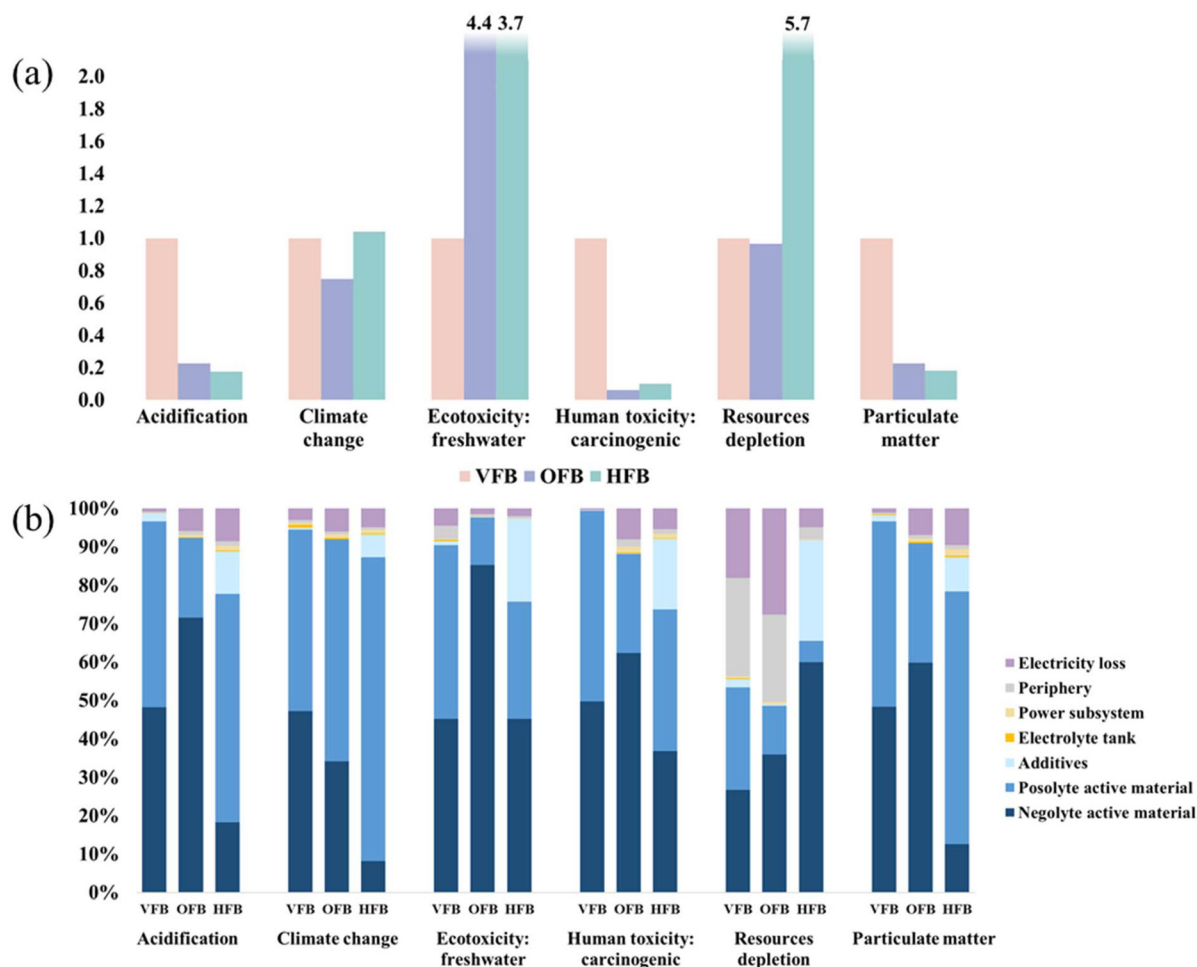 4.4 3.7
5.7
(a)
2.0
1.8
1.6
1.4
1.2
1.0
0.8
0.6
0.4
0.2
0.0
Acidification
Climate
change
Ecotoxicity:
freshwater
Human toxicity:
carcinogenic
Resources
depletion
Particulate
matter
VFB OFB HFB
(b)
100%
90%
80%
70%
60%
50%
40%
30%
20%
10%
0%
Electricity loss
Periphery
Power subsystem
Electrolyte tank
Additives
Posolyte active material
Negolyte active material
VFB OFB HFB
Acidification
VFB OFB HFB
Climate change
VFB OFB HFB
Ecotoxicity:
freshwater
VFB OFB HFB
Human toxicity:
carcinogenic
VFB OFB HFB
Resources
depletion
VFB OFB HFB
Particulate matter